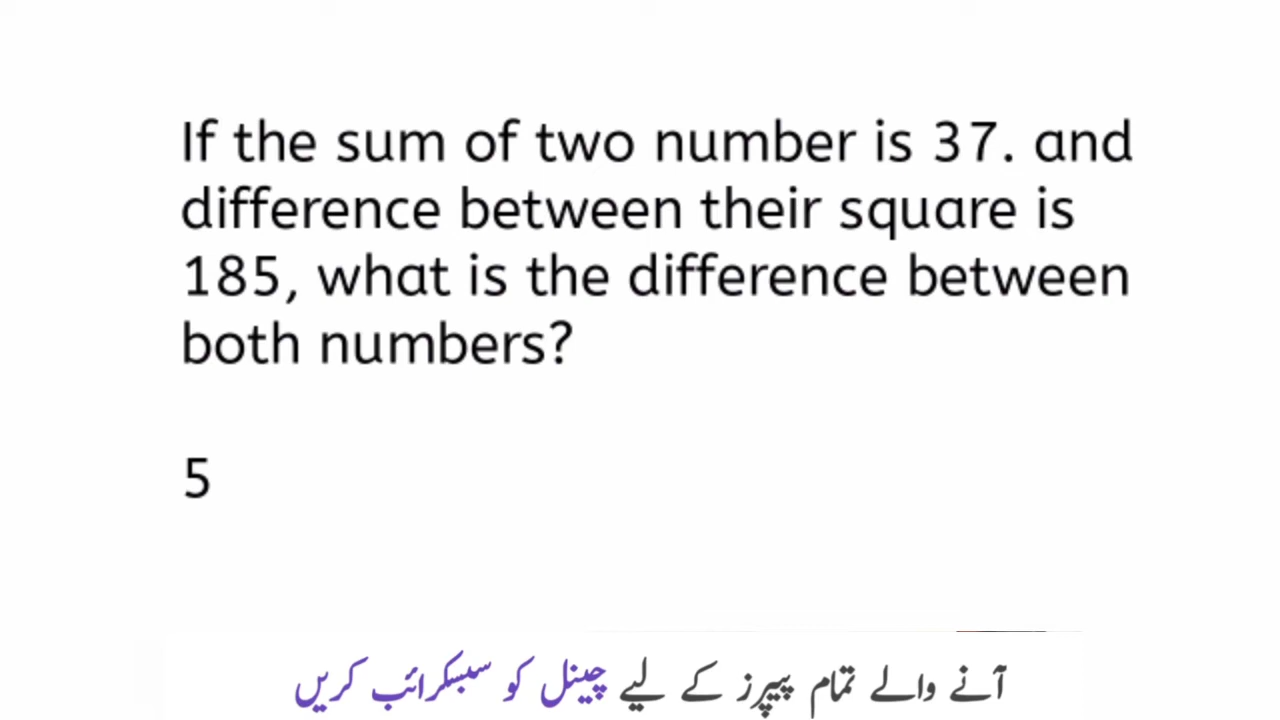 If the sum of two number is 37. and
difference between their square is
185, what is the difference between
both numbers?
5
آنے والے تمام پیپرز کے لیے چینل کو سبسکرائب کریں